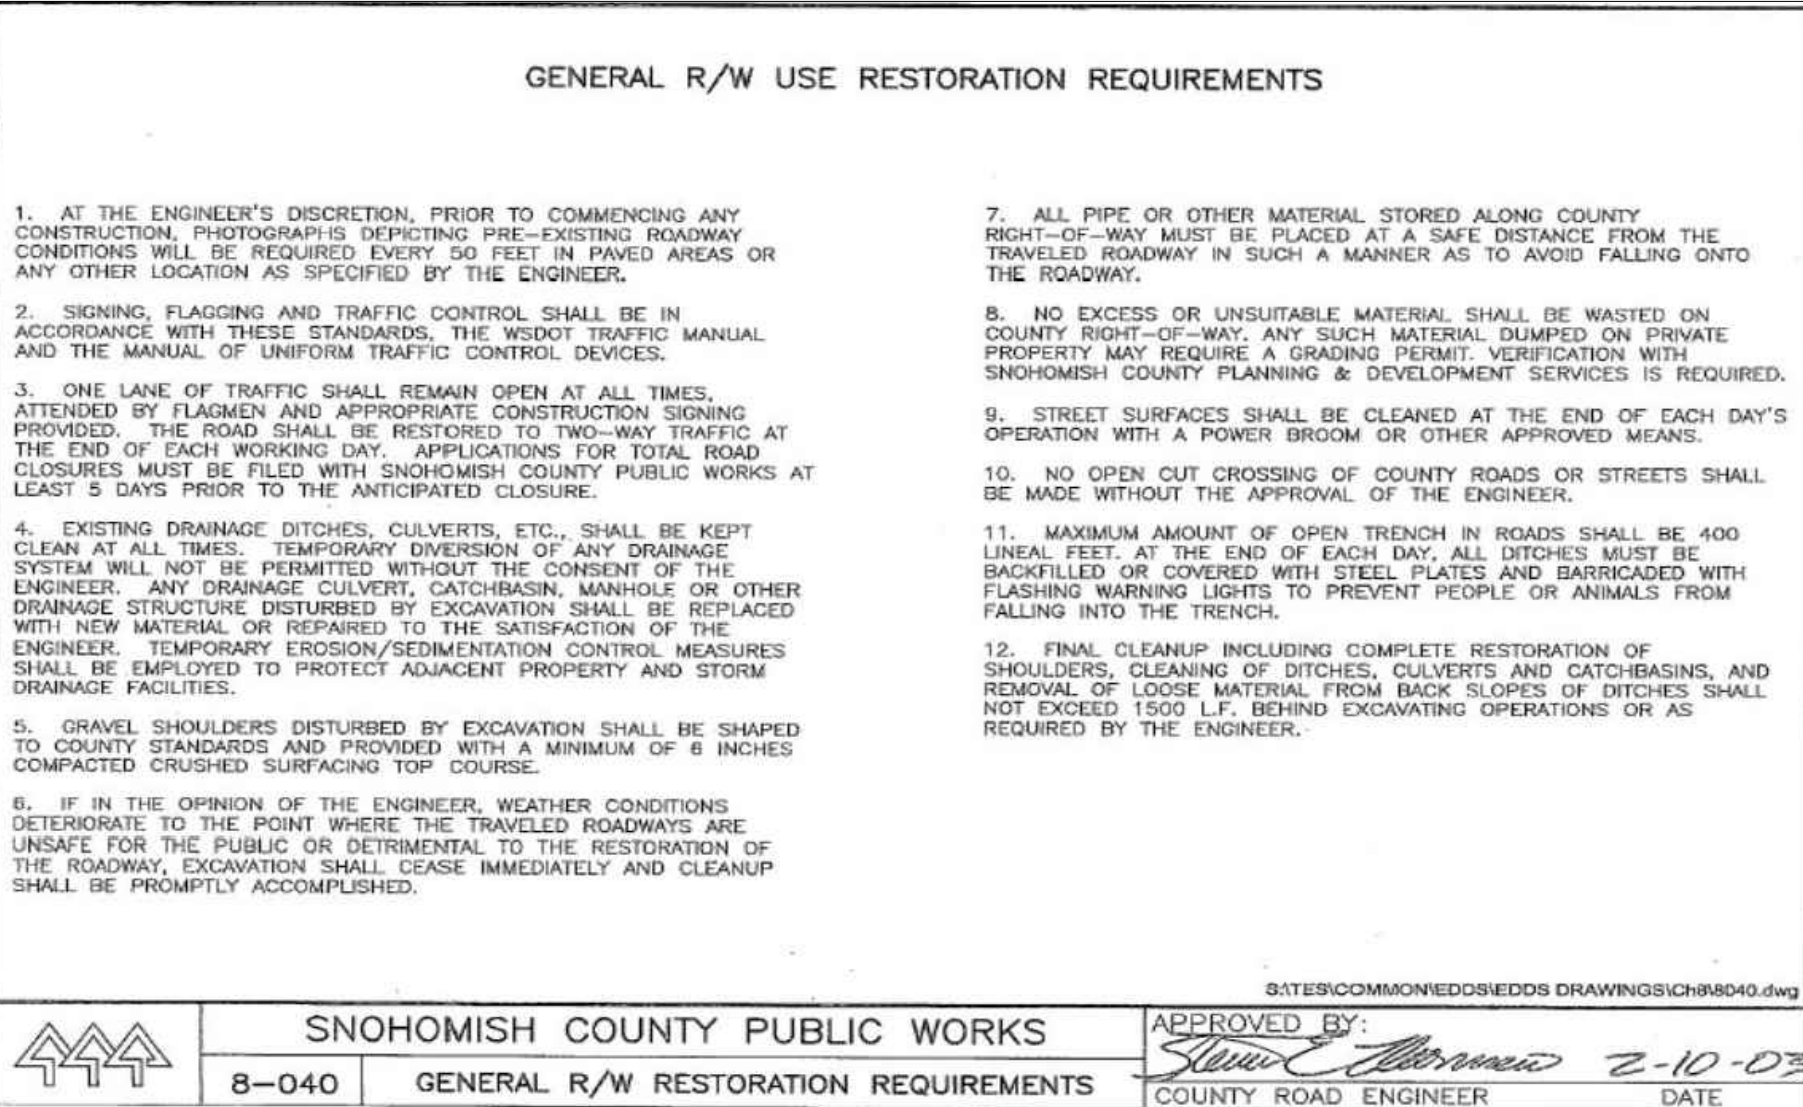 GENERAL R/W USE RESTORATION REQUIREMENTS
1. AT THE ENGINEER'S DISCRETION, PRIOR TO COMMENCING ANY
CONSTRUCTION, PHOTOGRAPHS DEPICTING PRE-EXISTING ROADWAY
CONDITIONS WILL BE REQUIRED EVERY 50 FEET IN PAVED AREAS OR
ANY OTHER LOCATION AS SPECIFIED BY THE ENGINEER.
2. SIGNING, FLAGGING AND TRAFFIC CONTROL SHALL BE IN
ACCORDANCE WITH THESE STANDARDS, THE WSDOT TRAFFIC MANUAL
AND THE MANUAL OF UNIFORM TRAFFIC CONTROL DEVICES.
3. ONE LANE OF TRAFFIC SHALL REMAIN OPEN AT ALL TIMES,
ATTENDED BY FLAGMEN AND APPROPRIATE CONSTRUCTION SIGNING
PROVIDED. THE ROAD SHALL BE RESTORED TO TWO-WAY TRAFFIC AT
THE END OF EACH WORKING DAY. APPLICATIONS FOR TOTAL ROAD
CLOSURES MUST BE FILED WITH SNOHOMISH COUNTY PUBLIC WORKS AT
LEAST 5 DAYS PRIOR TO THE ANTICIPATED CLOSURE.
4. EXISTING DRAINAGE DITCHES, CULVERTS, ETC., SHALL BE KEPT
CLEAN AT ALL TIMES. TEMPORARY DIVERSION OF ANY DRAINAGE
SYSTEM WILL NOT BE PERMITTED WITHOUT THE CONSENT OF THE
ENGINEER. ANY DRAINAGE CULVERT, CATCHBASIN, MANHOLE OR OTHER
DRAINAGE STRUCTURE DISTURBED BY EXCAVATION SHALL BE REPLACED
WITH NEW MATERIAL OR REPAIRED TO THE SATISFACTION OF THE
ENGINEER. TEMPORARY EROSION/SEDIMENTATION CONTROL MEASURES
SHALL BE EMPLOYED TO PROTECT ADJACENT PROPERTY AND STORM
DRAINAGE FACILITIES.
5. GRAVEL SHOULDERS DISTURBED BY EXCAVATION SHALL BE SHAPED
TO COUNTY STANDARDS AND PROVIDED WITH A MINIMUM OF 6 INCHES
COMPACTED CRUSHED SURFACING TOP COURSE.
6. IF IN THE OPINION OF THE ENGINEER, WEATHER CONDITIONS
DETERIORATE TO THE POINT WHERE THE TRAVELED ROADWAYS ARE
UNSAFE FOR THE PUBLIC OR DETRIMENTAL TO THE RESTORATION OF
THE ROADWAY, EXCAVATION SHALL CEASE IMMEDIATELY AND CLEANUP
SHALL BE PROMPTLY ACCOMPLISHED.
7. ALL PIPE OR OTHER MATERIAL STORED ALONG COUNTY
RIGHT-OF-WAY MUST BE PLACED AT A SAFE DISTANCE FROM THE
TRAVELED ROADWAY IN SUCH A MANNER AS TO AVOID FALLING ONTO
THE ROADWAY.
8. NO EXCESS OR UNSUITABLE MATERIAL SHALL BE WASTED ON
COUNTY RIGHT-OF-WAY. ANY SUCH MATERIAL DUMPED ON PRIVATE
PROPERTY MAY REQUIRE A GRADING PERMIT. VERIFICATION WITH
SNOHOMISH COUNTY PLANNING & DEVELOPMENT SERVICES IS REQUIRED.
9. STREET SURFACES SHALL BE CLEANED AT THE END OF EACH DAY'S
OPERATION WITH A POWER BROOM OR OTHER APPROVED MEANS.
10. NO OPEN CUT CROSSING OF COUNTY ROADS OR STREETS SHALL
BE MADE WITHOUT THE APPROVAL OF THE ENGINEER.
11. MAXIMUM AMOUNT OF OPEN TRENCH IN ROADS SHALL BE 400
LINEAL FEET. AT THE END OF EACH DAY, ALL DITCHES MUST BE
BACKFILLED OR COVERED WITH STEEL PLATES AND BARRICADED WITH
FLASHING WARNING LIGHTS TO PREVENT PEOPLE OR ANIMALS FROM
FALLING INTO THE TRENCH.
12. FINAL CLEANUP INCLUDING COMPLETE RESTORATION OF
SHOULDERS, CLEANING OF DITCHES, CULVERTS AND CATCHBASINS, AND
REMOVAL OF LOOSE MATERIAL FROM BACK SLOPES OF DITCHES SHALL
NOT EXCEED 1500 L.F. BEHIND EXCAVATING OPERATIONS OR AS
REQUIRED BY THE ENGINEER.
S:\TES\COMMON\EDDS\EDDS DRAWINGS\Ch8\8040.dwg
SNOHOMISH COUNTY PUBLIC WORKS
8-040
GENERAL R/W RESTORATION REQUIREMENTS
APPROVED BY:
2-10-03
COUNTY ROAD ENGINEER
DATE